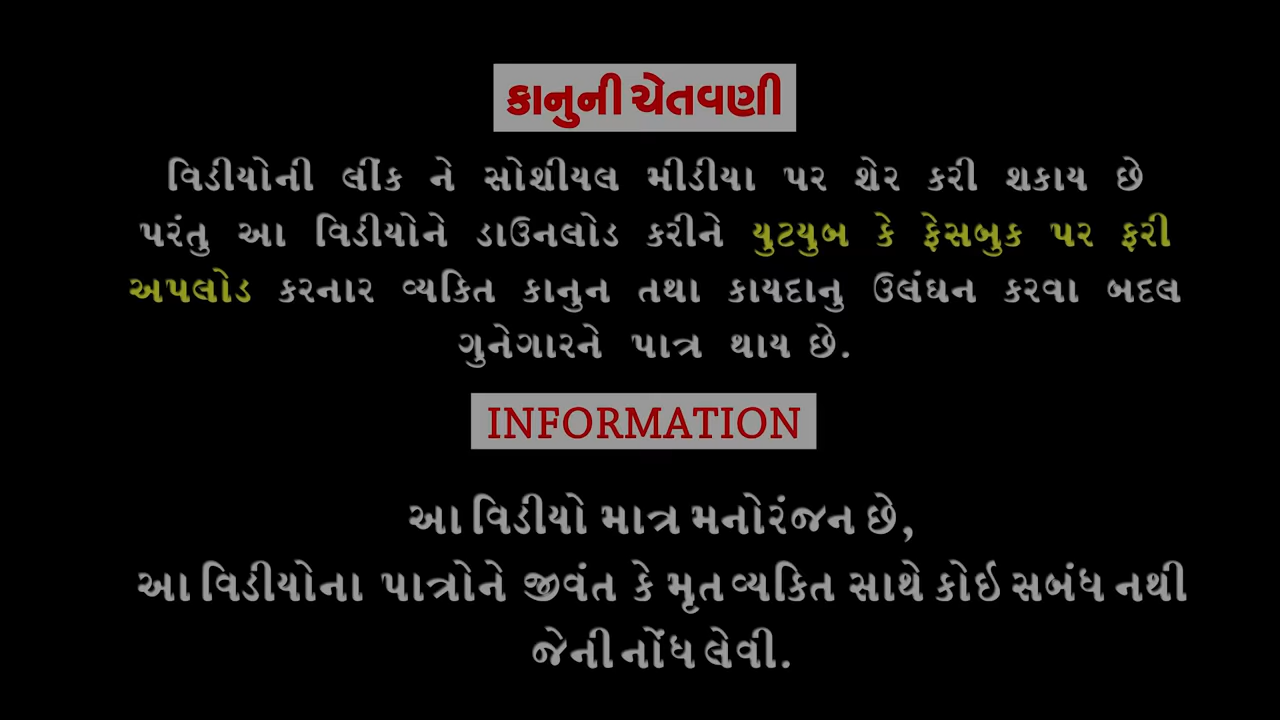 કાનુની ચેતવણી
વિડીયોની લીંક ને સોશીયલ મીડીયા પર શેર કરી શકાય છે
પરંતુ આ વિડીયોને ડાઉનલોડ કરીને યુટયુબ કે ફેસબુક પર ફરી
અપલોડ કરનાર વ્યકિત કાનુન તથા કાયદાનુ ઉલંઘન કરવા બદલ
ગુનેગારને પાત્ર થાય છે.
INFORMATION
આ વિડીયો માત્ર મનોરંજન છે,
આ વિડીયોના પાત્રોને જીવંત કે મૃત વ્યકિત સાથે કોઇ સબંધ નથી
જેની નોંધ લેવી.